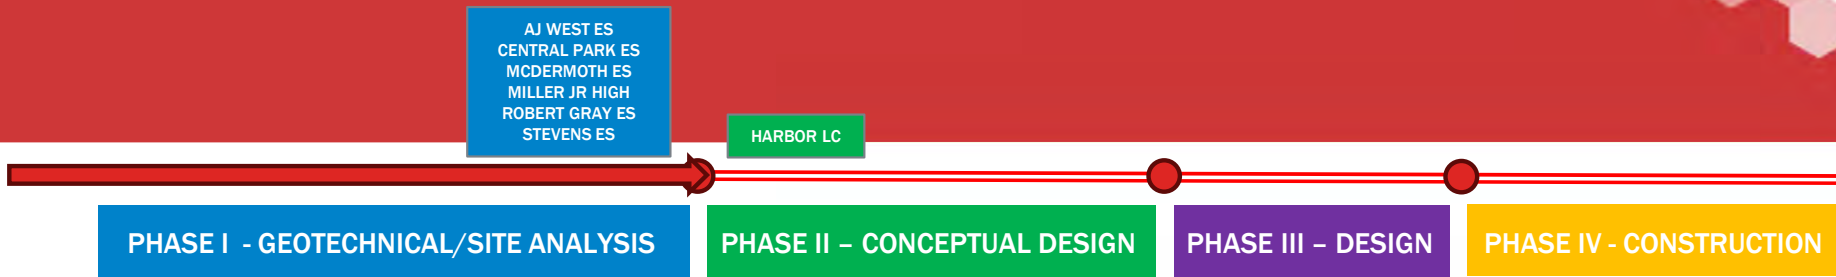 AJ WEST ES
CENTRAL PARK ES
MCDERMOTH ES
MILLER JR HIGH
ROBERT GRAY ES
STEVENS ES
HARBOR LC
PHASE I - GEOTECHNICAL/SITE ANALYSIS
PHASE II – CONCEPTUAL DESIGN
PHASE III – DESIGN
PHASE IV - CONSTRUCTION